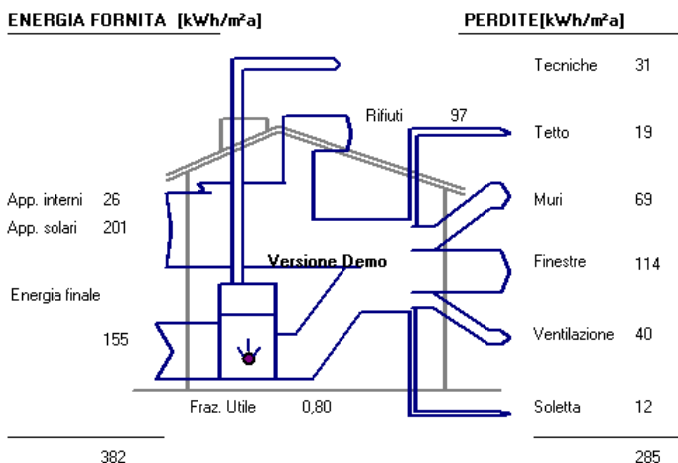 ENERGIA FORNITA [kWh/m²a]
PERDITE[kWh/m²a]
Tecniche 31
Rifiuti 97
Tetto 19
App. interni 26
Muri 69
App. solari 201
Versione Demo
Finestre 114
Energia finale
155
Ventilazione 40
Fraz. Utile 0,80
Soletta 12
382
285